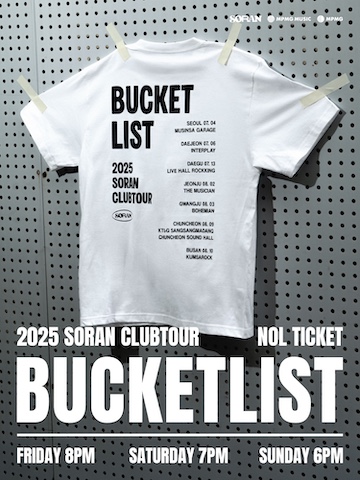 SORAN MPMG MUSIC MPMG
BUCKET
LIST
2025
SORAN
CLUBTOUR
SORAN
SEOUL 07. 04
MUSINSA GARAGE
DAEJEON 07. 06
INTERPLAY
DAEGU 07. 13
LIVE HALL ROCKKING
JEONJU 08. 02
THE MUSICIAN
GWANGJU 08. 03
BOHEMIAN
CHUNCHEON 08. 09
KT&G SANGSANGMADANG
CHUNCHEON SOUND HALL
BUSAN 08. 10
KUMSAROXX
2025 SORAN CLUBTOUR NOL TICKET
BUCKETLIST
FRIDAY 8PM SATURDAY 7PM SUNDAY 6PM